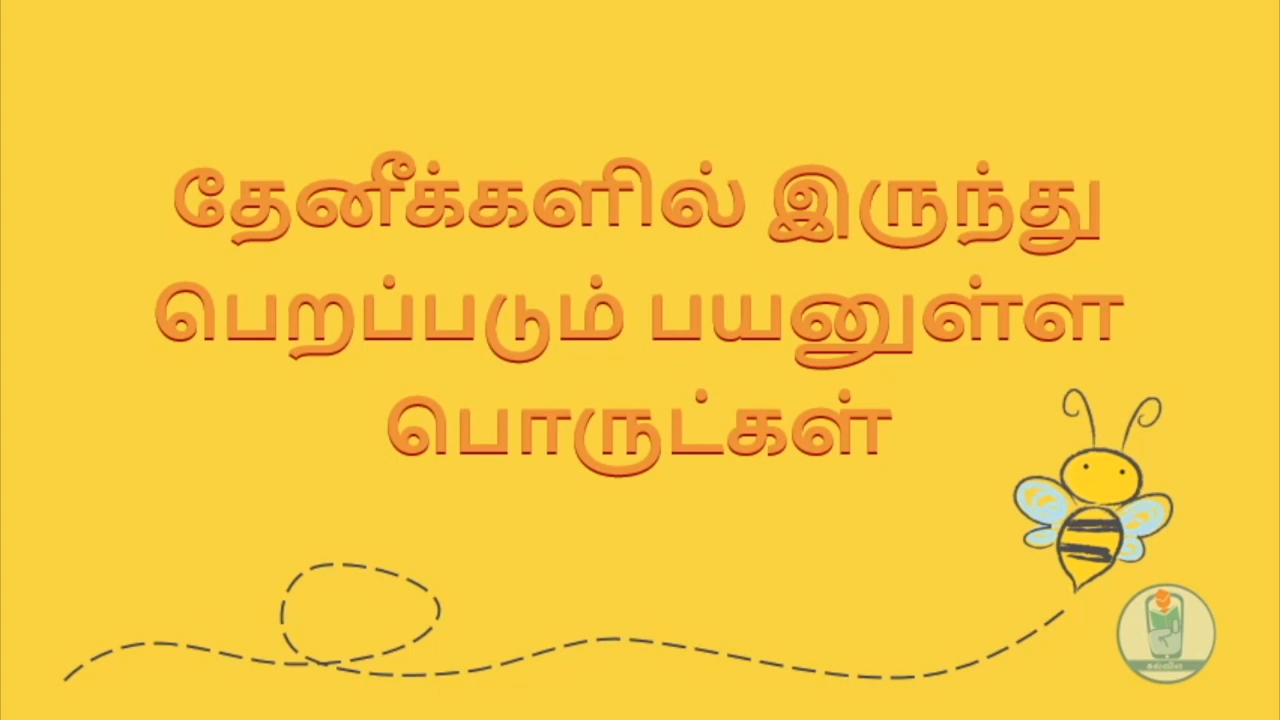 தேனீக்களில் இருந்து
பெறப்படும் பயனுள்ள
பொருட்கள்